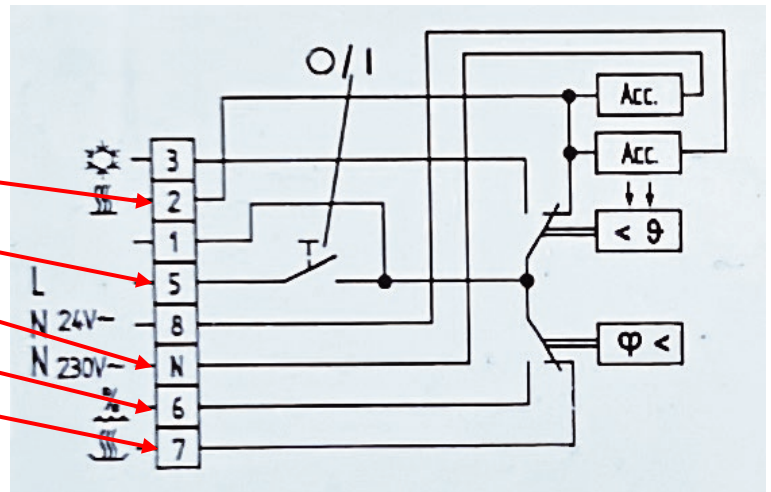 O/I
Acc.
3
Acc.
2
1
< ϑ
L
5
N 24V~
8
φ <
N 230V~
N
%
6
7